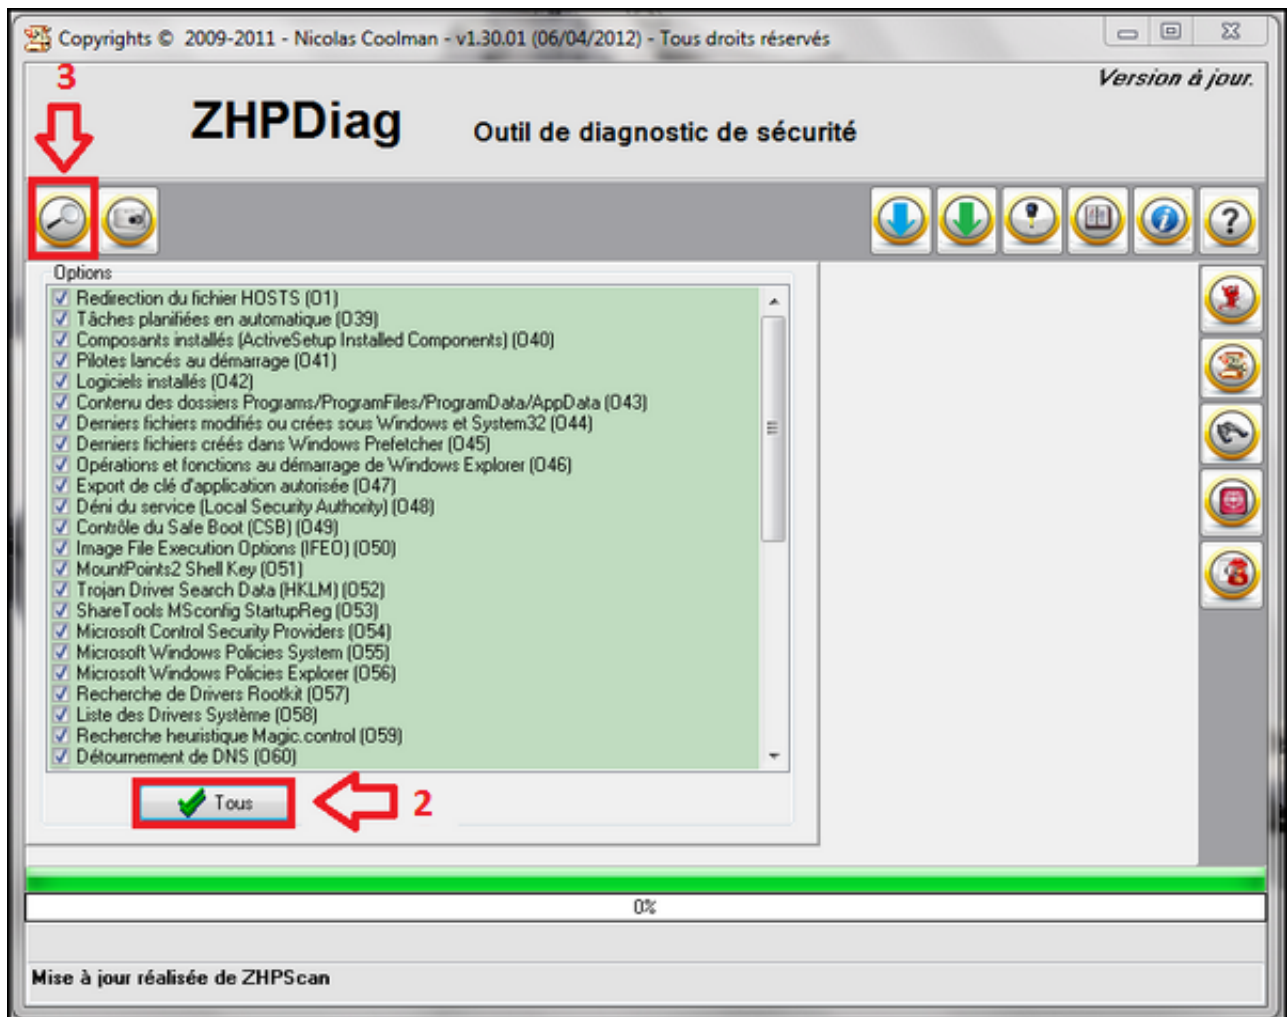 Copyrights © 2009-2011 - Nicolas Coolman - v1.30.01 (06/04/2012) - Tous droits réservés
Version à jour.
3
ZHPDiag Outil de diagnostic de sécurité
?
Options
Redirection du fichier HOSTS (O1)
Tâches planifiées en automatique (O39)
Composants installés (ActiveSetup Installed Components) (O40)
Pilotes lancés au démarrage (O41)
Logiciels installés (O42)
Contenu des dossiers Programs/ProgramFiles/ProgramData/AppData (O43)
Derniers fichiers modifiés ou crées sous Windows et System32 (O44)
Derniers fichiers créés dans Windows Prefetcher (O45)
Opérations et fonctions au démarrage de Windows Explorer (O46)
Export de clé d'application autorisée (O47)
Déni du service (Local Security Authority) (O48)
Contrôle du Safe Boot (CSB) (O49)
Image File Execution Options (IFEO) (O50)
MountPoints2 Shell Key (O51)
Trojan Driver Search Data (HKLM) (O52)
ShareTools MSconfig StartupReg (O53)
Microsoft Control Security Providers (O54)
Microsoft Windows Policies System (O55)
Microsoft Windows Policies Explorer (O56)
Recherche de Drivers Rootkit (O57)
Liste des Drivers Système (O58)
Recherche heuristique Magic.control (O59)
Détournement de DNS (O60)
Tous
2
0%
Mise à jour réalisée de ZHPScan